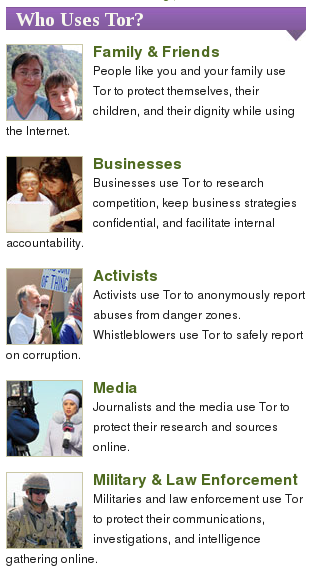 Who Uses Tor?
Family & Friends
People like you and your family use
Tor to protect themselves, their
children, and their dignity while using
the Internet.
Businesses
Businesses use Tor to research
competition, keep business strategies
confidential, and facilitate internal
accountability.
OF THING
Activists
Activists use Tor to anonymously report
abuses from danger zones.
Whistleblowers use Tor to safely report
on corruption.
Media
Journalists and the media use Tor to
protect their research and sources
online.
Military & Law Enforcement
Militaries and law enforcement use Tor
to protect their communications,
investigations, and intelligence
gathering online.